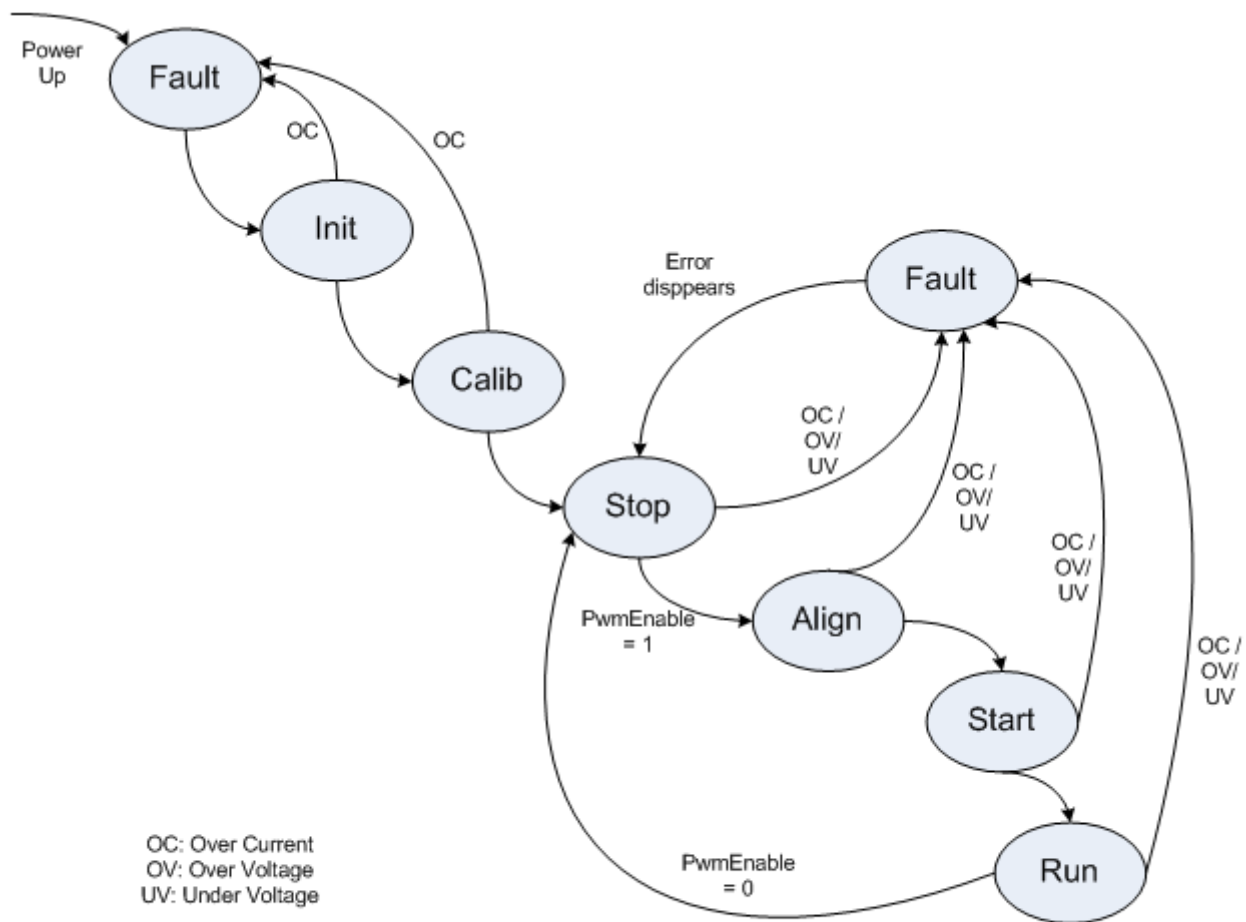 Power
Up
Fault
OC
OC
Init
Error
disppears
Fault
Calib
OC /
OV/
UV
OC /
OV/
UV
Stop
OC /
OV/
UV
PwmEnable
= 1
Align
OC /
OV/
UV
Start
OC: Over Current
OV: Over Voltage
UV: Under Voltage
PwmEnable
= 0
Run